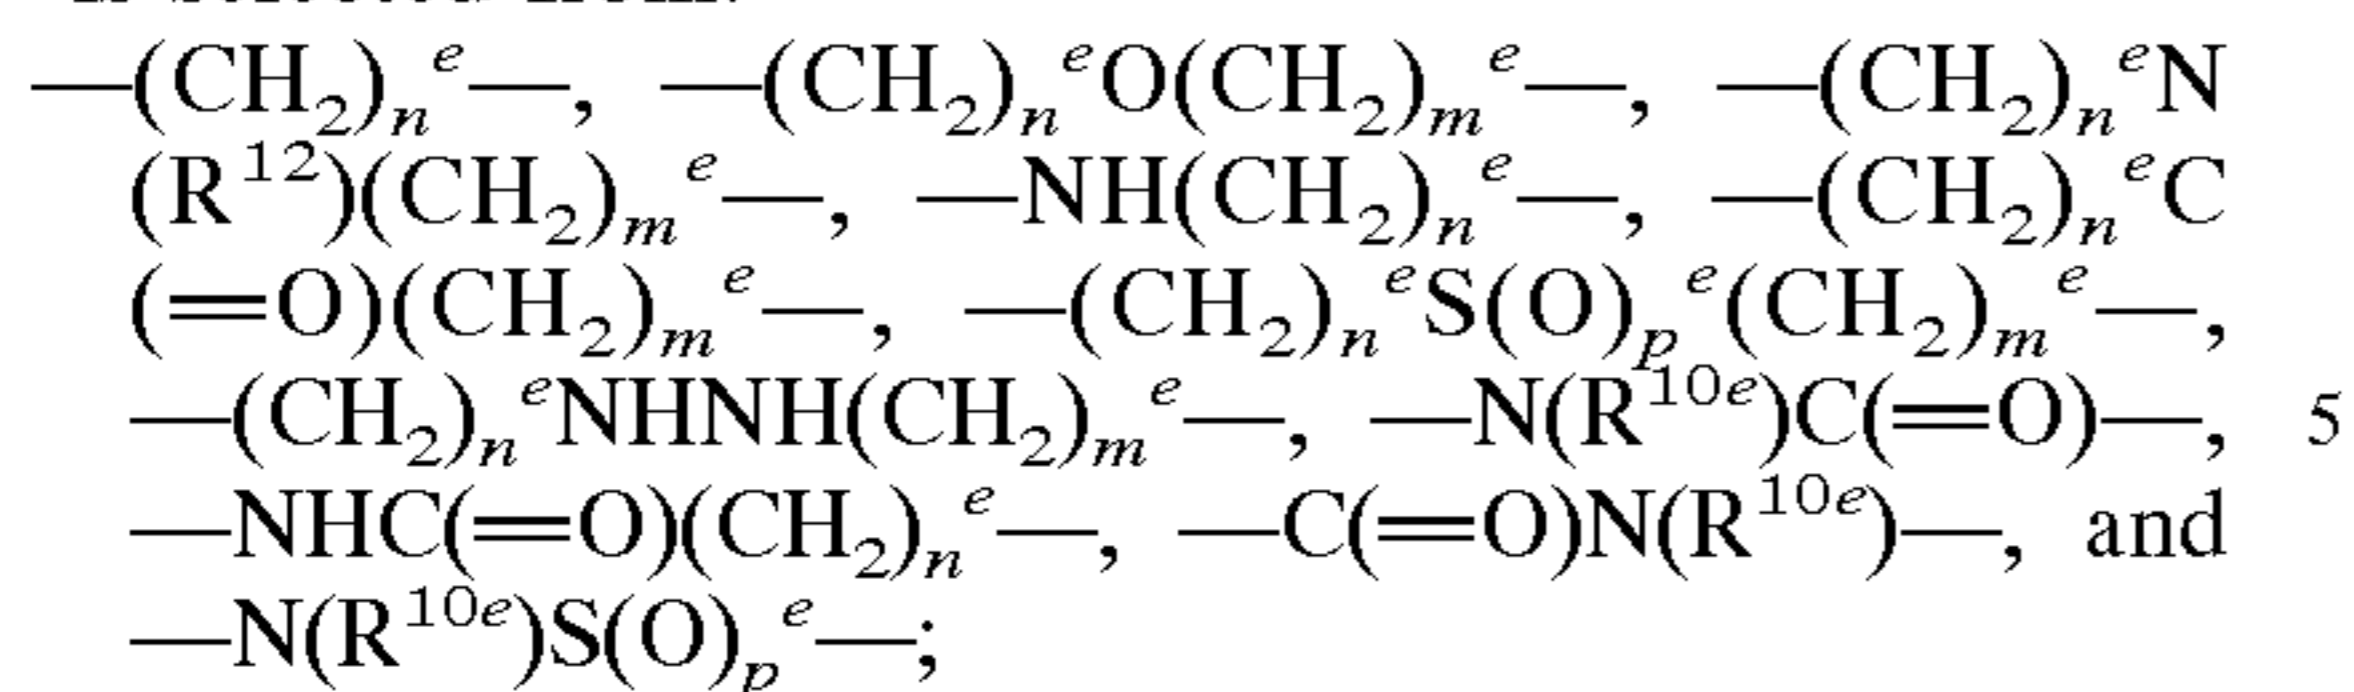 —(CH₂)ₙᵉ—, —(CH₂)ₙᵉO(CH₂)ₘᵉ—, —(CH₂)ₙᵉN
(R¹²)(CH₂)ₘᵉ—, —NH(CH₂)ₙᵉ—, —(CH₂)ₙᵉC
(=O)(CH₂)ₘᵉ—, —(CH₂)ₙᵉS(O)ₚᵉ(CH₂)ₘᵉ—,
—(CH₂)ₙᵉNHNH(CH₂)ₘᵉ—, —N(R¹⁰ᵉ)C(=O)—, 5
—NHC(=O)(CH₂)ₙᵉ—, —C(=O)N(R¹⁰ᵉ)—, and
—N(R¹⁰ᵉ)S(O)ₚᵉ—;